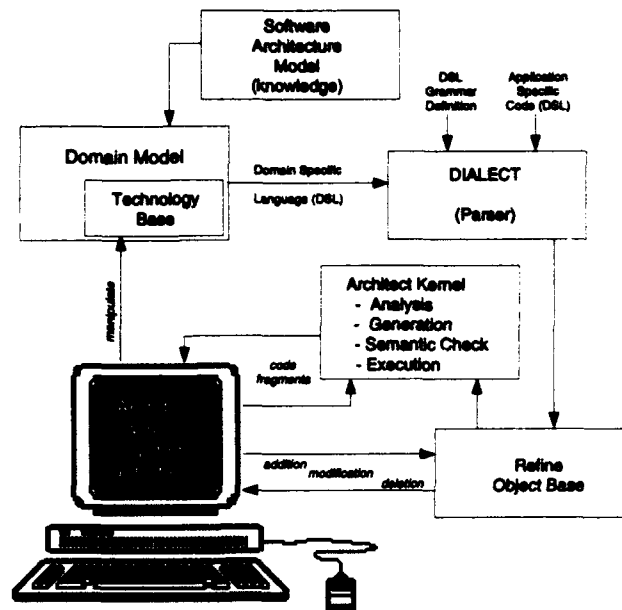 Software
Architecture
Model
(knowledge)
DSL
Grammar
Definition
Application
Specific
Code (DSL)
Domain Model
Technology
Base
Domain Specific
Language (DSL)
DIALECT
(Parser)
manipulate
Architect Kernel
- Analysis
- Generation
- Semantic Check
- Execution
code
fragments
addition
modification
deletion
Refine
Object Base